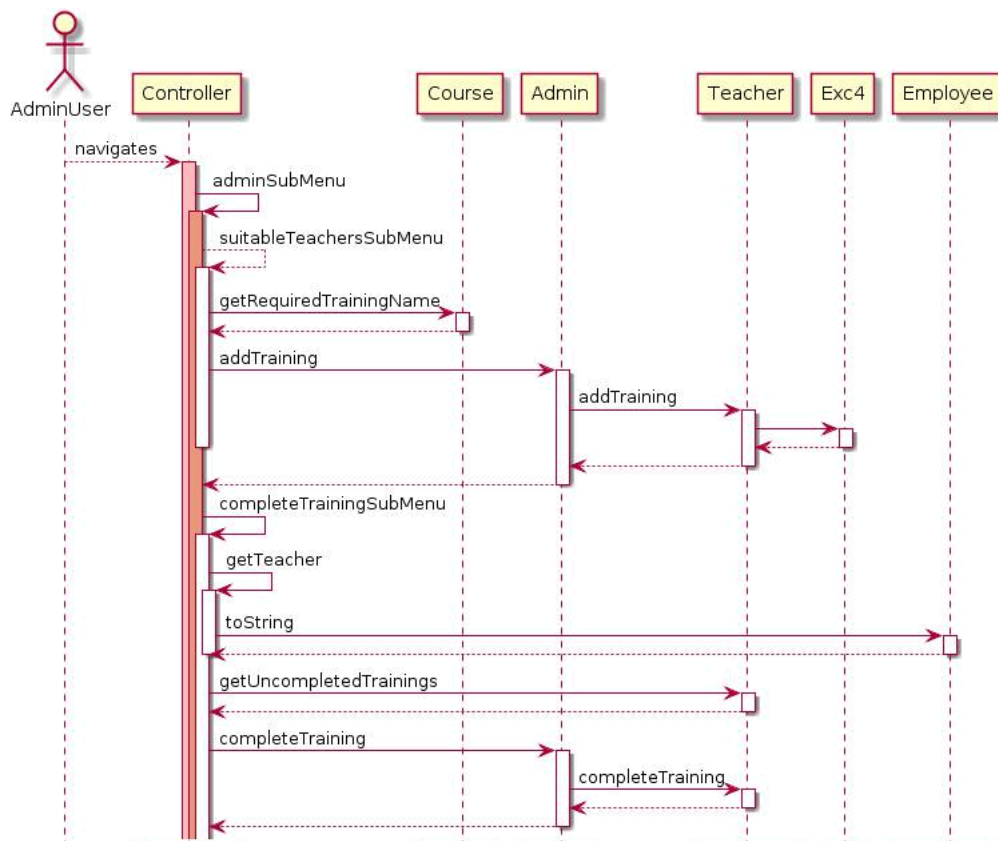 AdminUser
Controller
Course
Admin
Teacher
Exc4
Employee
navigates
adminSubMenu
suitableTeachersSubMenu
getRequiredTrainingName
addTraining
addTraining
completeTrainingSubMenu
getTeacher
toString
getUncompletedTrainings
completeTraining
completeTraining